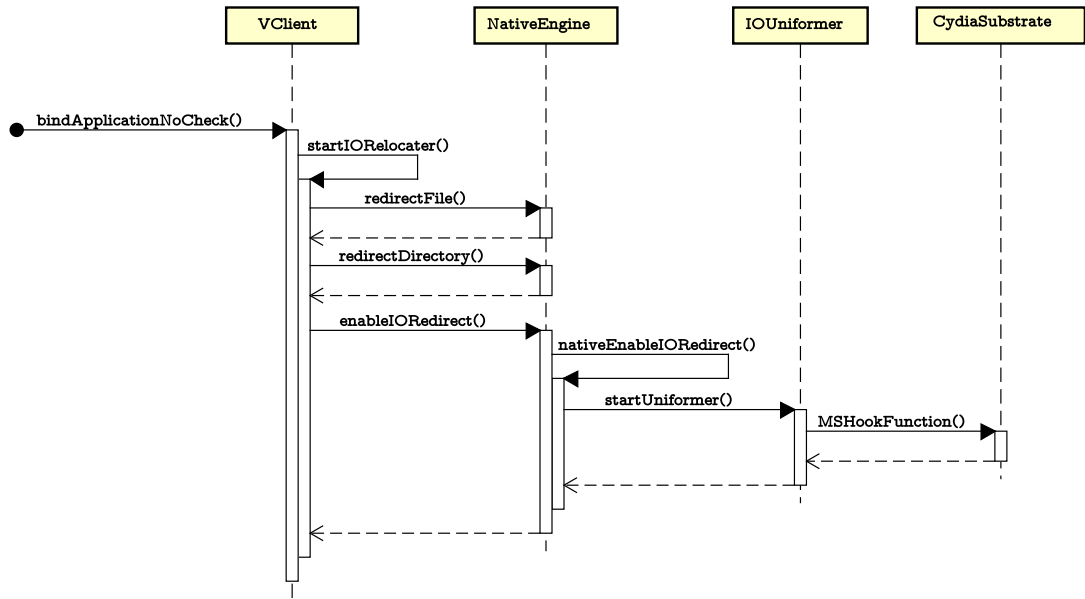 VClient
NativeEngine
IOUniformer
CydiaSubstrate
bindApplicationNoCheck()
startIORelocater()
redirectFile()
redirectDirectory()
enableIORedirect()
nativeEnableIORedirect()
startUniformer()
MSHookFunction()